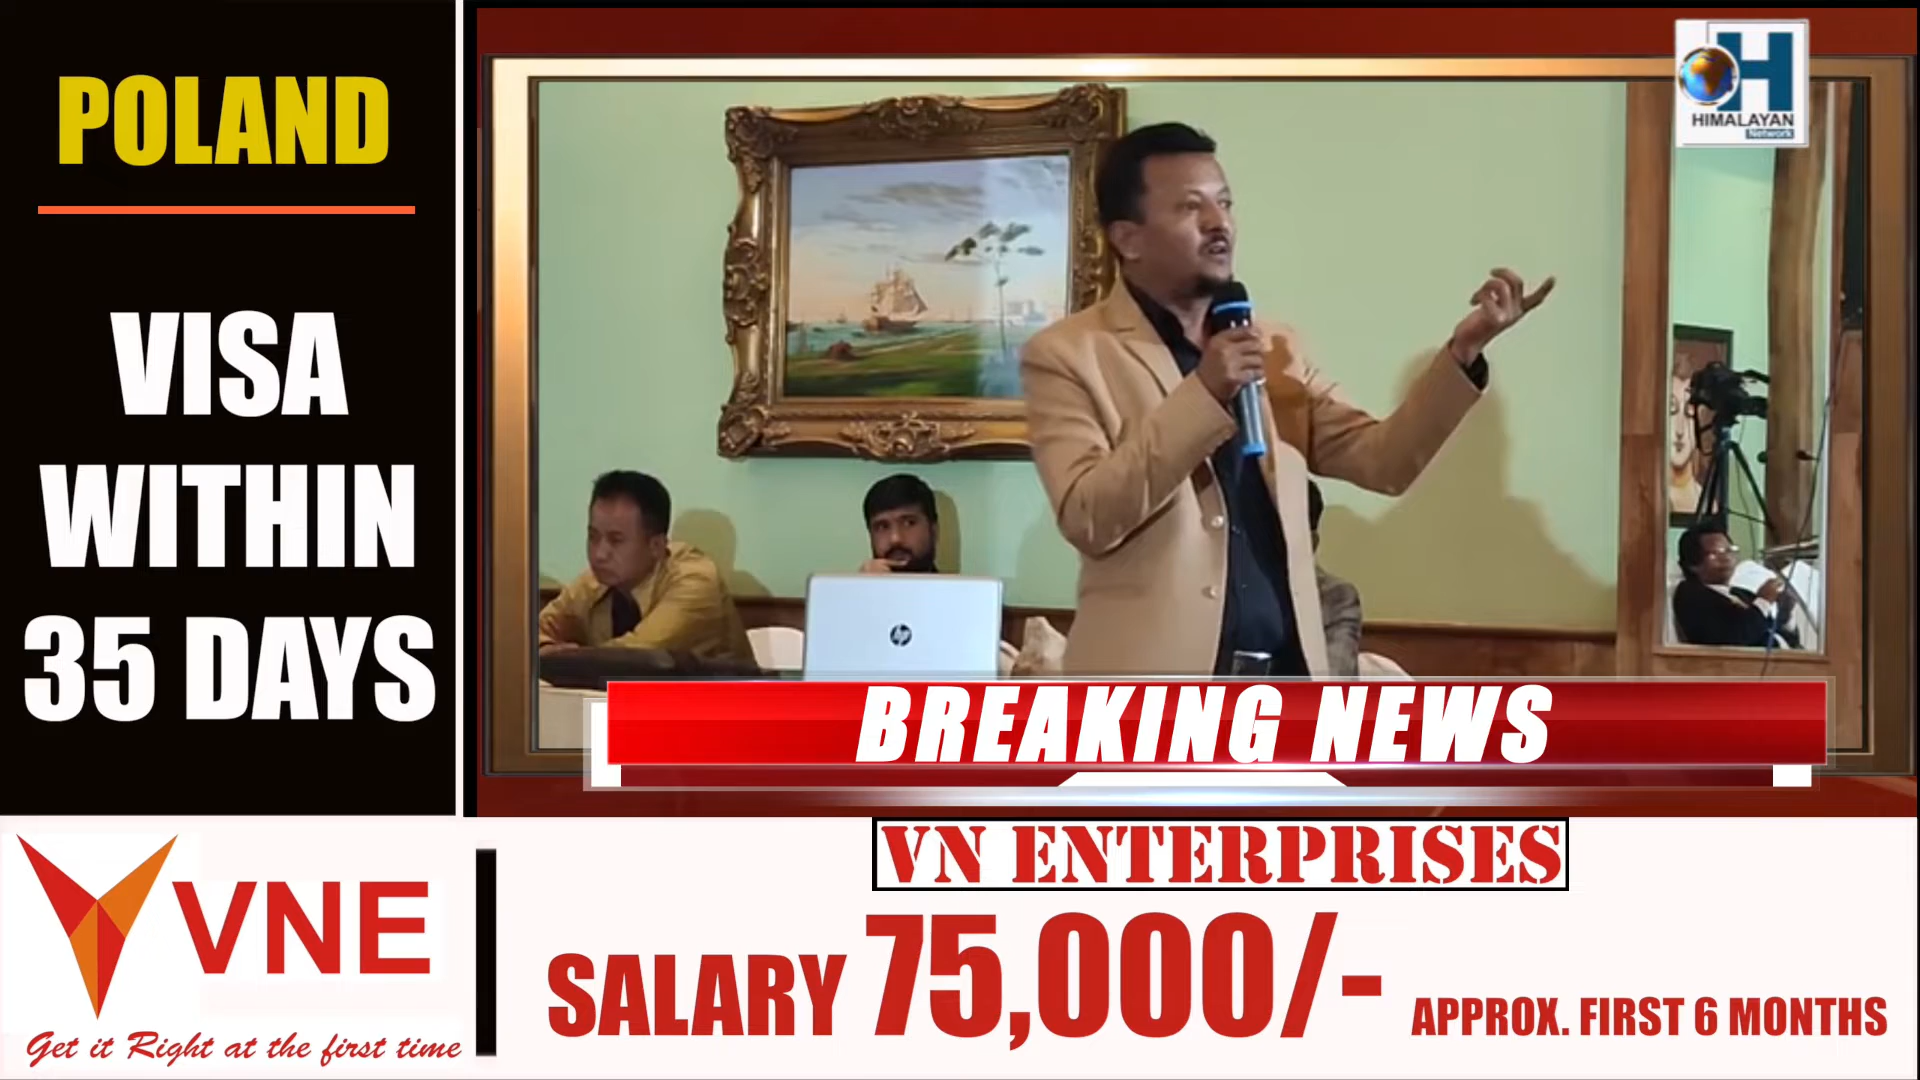 POLAND
VISA
WITHIN
35 DAYS
HIMALAYAN
Network
hp
BREAKING NEWS
VNE
Get it Right at the first time
VN ENTERPRISES
SALARY 75,000/- APPROX. FIRST 6 MONTHS